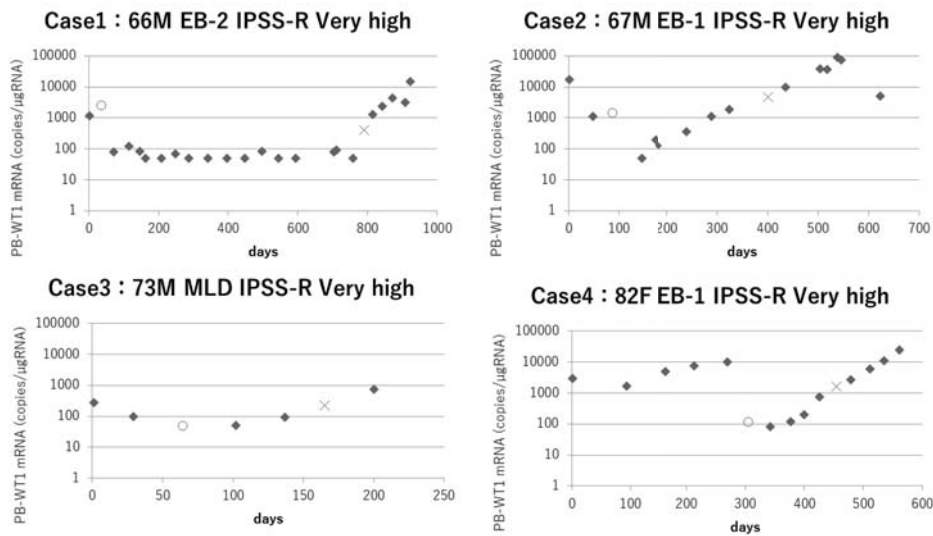 Case1：66M EB-2 IPSS-R Very high
PB-WT1 mRNA (copies/μgRNA)
100000
10000
1000
100
10
1
0 200 400 600 800 1000
days
Case2：67M EB-1 IPSS-R Very high
PB-WT1 mRNA (copies/μgRNA)
100000
10000
1000
100
10
1
0 100 200 300 400 500 600 700
days
Case3：73M MLD IPSS-R Very high
PB-WT1 mRNA (copies/μgRNA)
100000
10000
1000
100
10
1
0 50 100 150 200 250
days
Case4：82F EB-1 IPSS-R Very high
PB-WT1 mRNA (copies/μgRNA)
100000
10000
1000
100
10
1
0 100 200 300 400 500 600
days